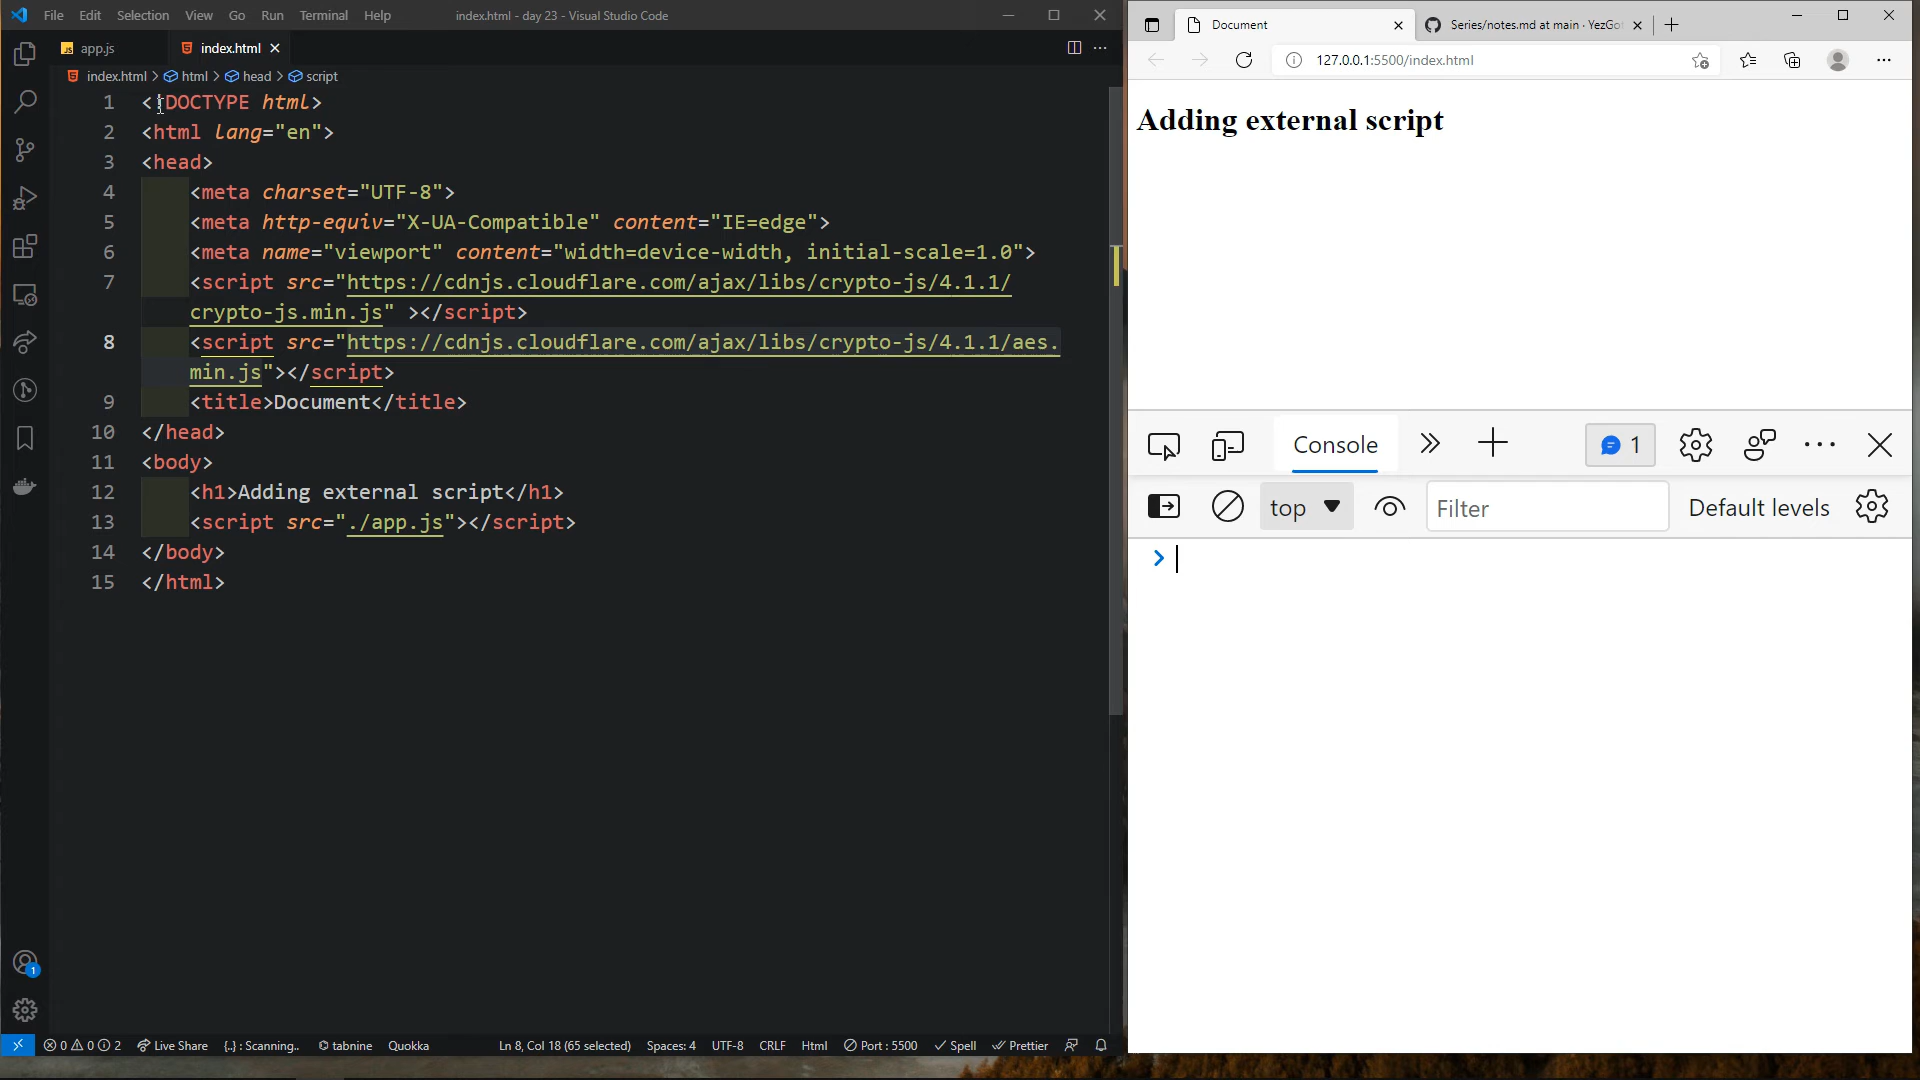 File Edit Selection View Go Run Terminal Help index.html - day 23 - Visual Studio Code
JS app.js index.html
index.html > html > head > script
1 <!DOCTYPE html>
2 <html lang="en">
3 <head>
4 <meta charset="UTF-8">
5 <meta http-equiv="X-UA-Compatible" content="IE=edge">
6 <meta name="viewport" content="width=device-width, initial-scale=1.0">
7 <script src="https://cdnjs.cloudflare.com/ajax/libs/crypto-js/4.1.1/
crypto-js.min.js" ></script>
8 <script src="https://cdnjs.cloudflare.com/ajax/libs/crypto-js/4.1.1/aes.
min.js"></script>
9 <title>Document</title>
10 </head>
11 <body>
12 <h1>Adding external script</h1>
13 <script src="./app.js"></script>
14 </body>
15 </html>
1
0 0 2 Live Share {..} : Scanning.. tabnine Quokka Ln 8, Col 18 (65 selected) Spaces: 4 UTF-8 CRLF Html Port : 5500 Spell Prettier
Document Series/notes.md at main · YezGo
127.0.0.1:5500/index.html
Adding external script
Console 1
top Filter Default levels
>